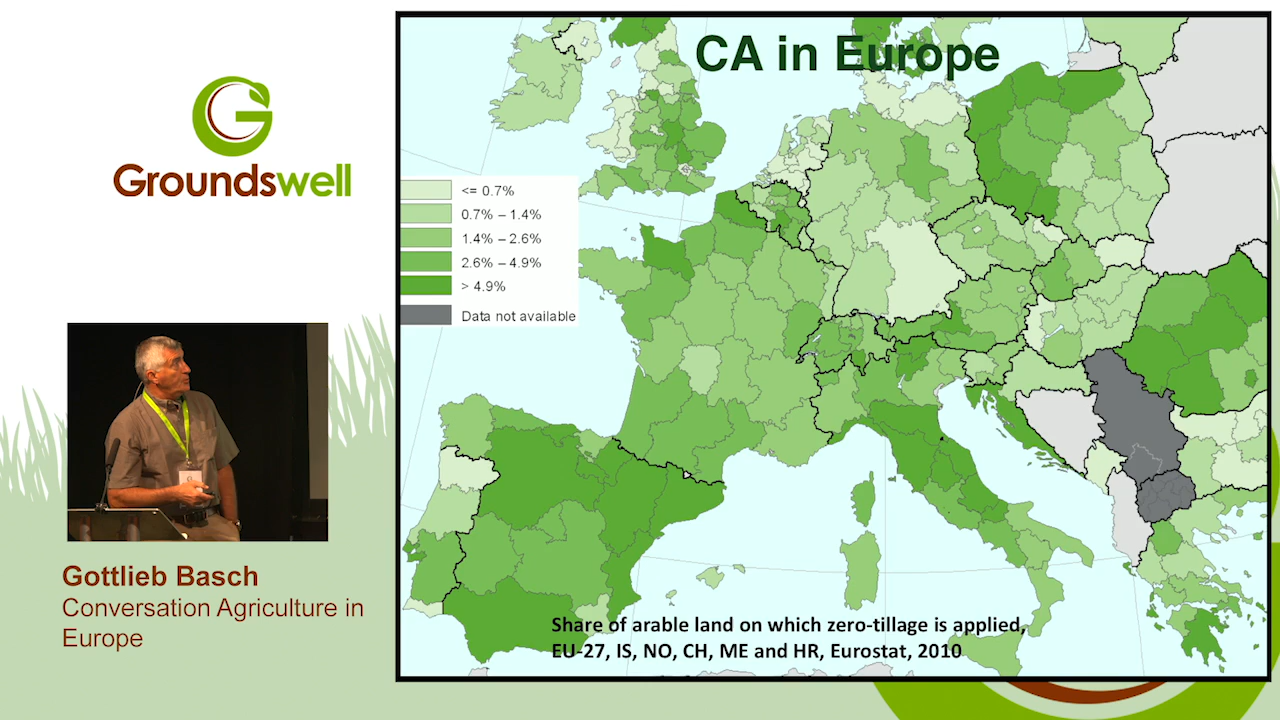 Groundswell
Gottlieb Basch
Conversation Agriculture in
Europe
CA in Europe
<= 0.7%
0.7% – 1.4%
1.4% – 2.6%
2.6% – 4.9%
> 4.9%
Data not available
Share of arable land on which zero-tillage is applied,
EU-27, IS, NO, CH, ME and HR, Eurostat, 2010